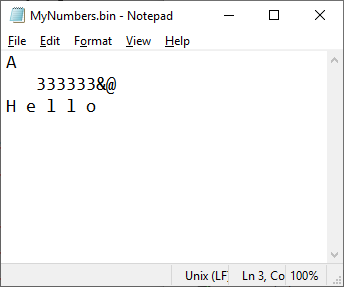 MyNumbers.bin - Notepad
File Edit Format View Help
A
333333&@
H e l l o
Unix (LF) Ln 3, Co 100%